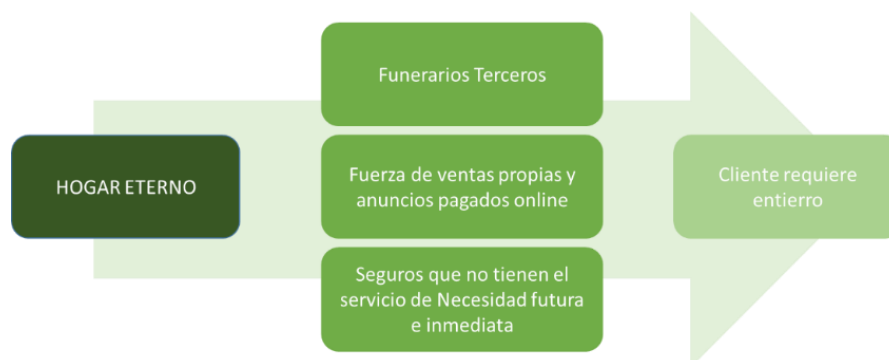 Funerarios Terceros
HOGAR ETERNO
Fuerza de ventas propias y
anuncios pagados online
Cliente requiere
entierro
Seguros que no tienen el
servicio de Necesidad futura
e inmediata